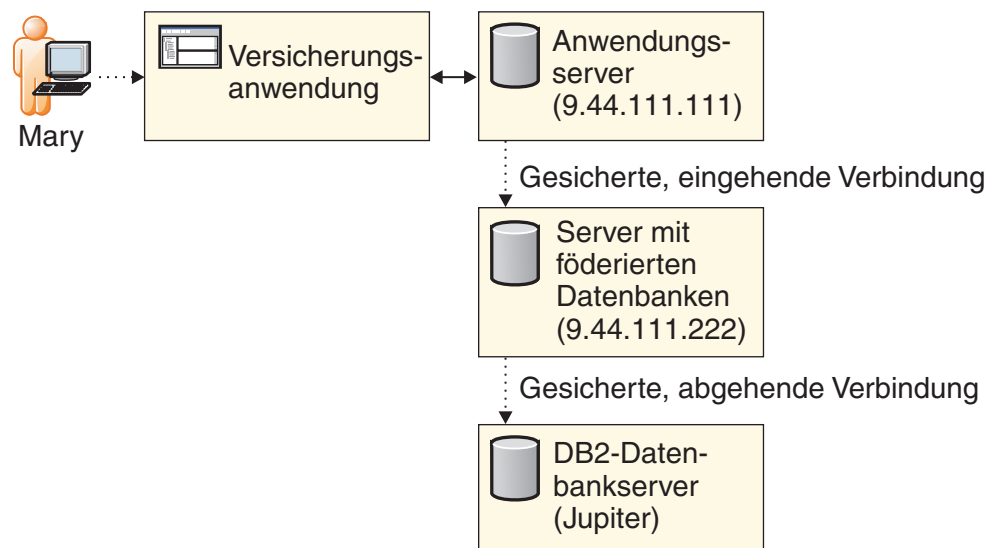 Mary
Versicherungs-
anwendung
Anwendungs-
server
(9.44.111.111)
Gesicherte, eingehende Verbindung
Server mit
föderierten
Datenbanken
(9.44.111.222)
Gesicherte, abgehende Verbindung
DB2-Daten-
bankserver
(Jupiter)